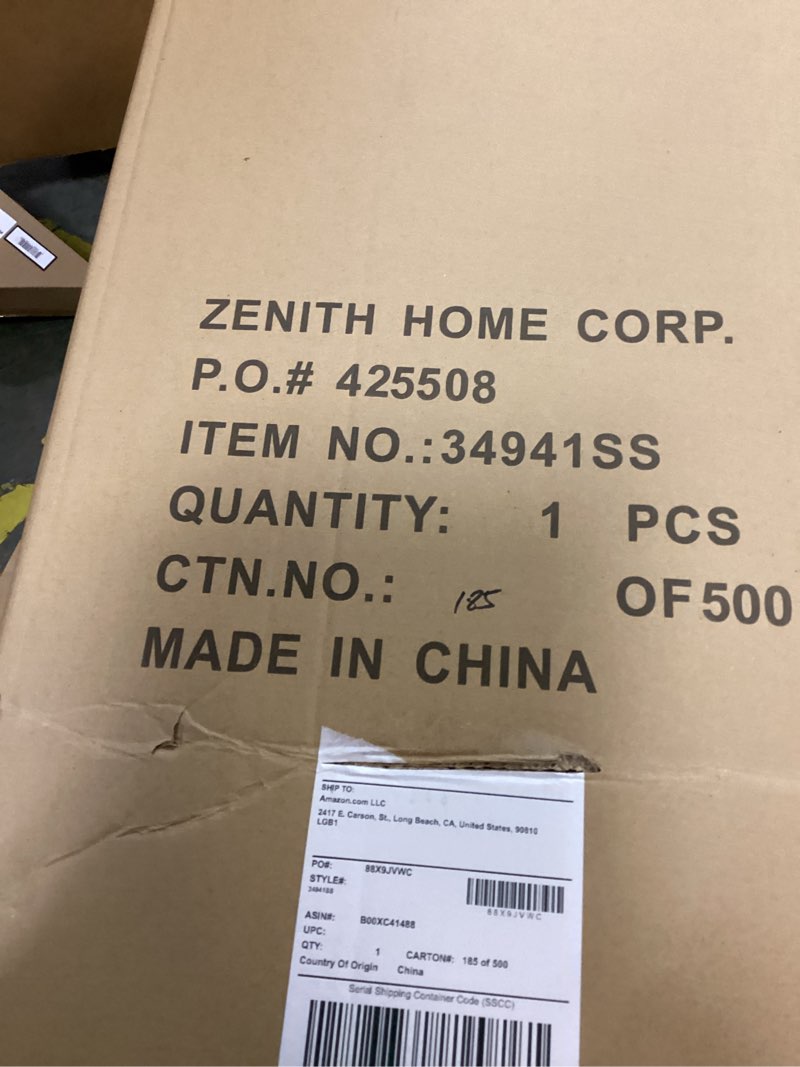 ZENITH HOME CORP.
P.O.# 425508
ITEM NO.:34941SS
QUANTITY: 1 PCS
CTN.NO.: 185 OF 500
MADE IN CHINA
SHIP TO:
Amazon.com LLC
2417 E. Carson, St., Long Beach, CA, United States, 90810
LGB1
PO#: 88X9JVWC
STYLE#:
34941SS
88X9JVWC
ASIN#: B00XC41488
UPC:
QTY: 1 CARTON#: 185 of 500
Country Of Origin China
Serial Shipping Container Code (SSCC)